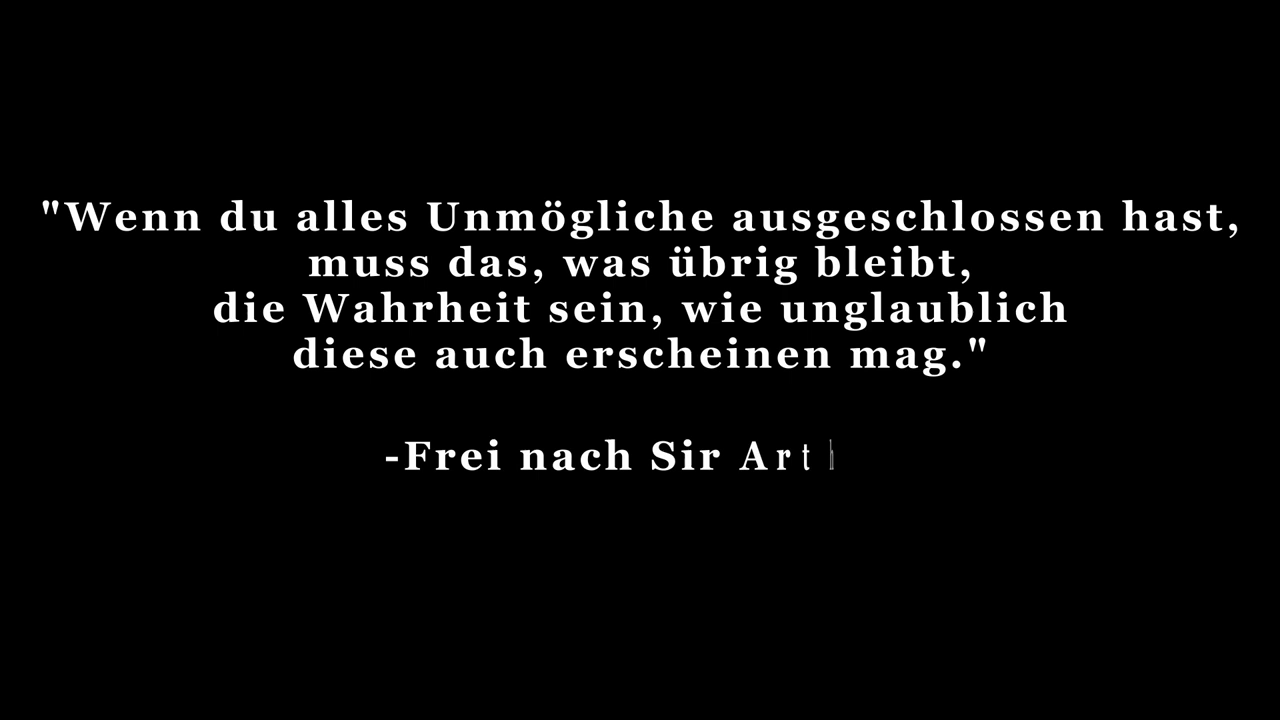 "Wenn du alles Unmögliche ausgeschlossen hast,
muss das, was übrig bleibt,
die Wahrheit sein, wie unglaublich
diese auch erscheinen mag."
-Frei nach Sir Arth